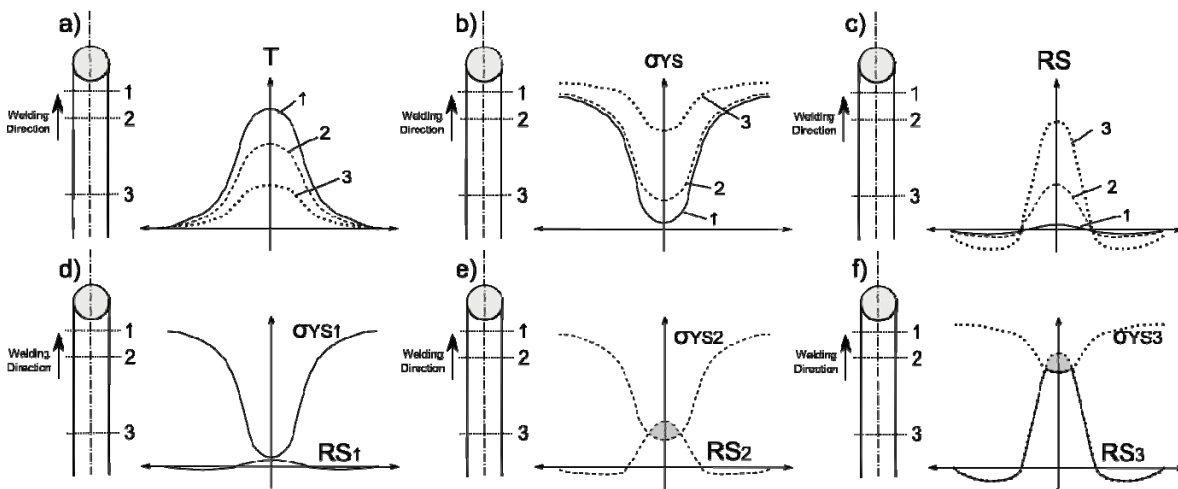 a)
T
Welding
Direction
1
2
3
1
2
3
b)
σYS
Welding
Direction
1
2
3
3
2
1
c)
RS
Welding
Direction
1
2
3
3
2
1
d)
σYS1
Welding
Direction
1
2
3
RS1
e)
σYS2
Welding
Direction
1
2
3
RS2
f)
σYS3
Welding
Direction
1
2
3
RS3